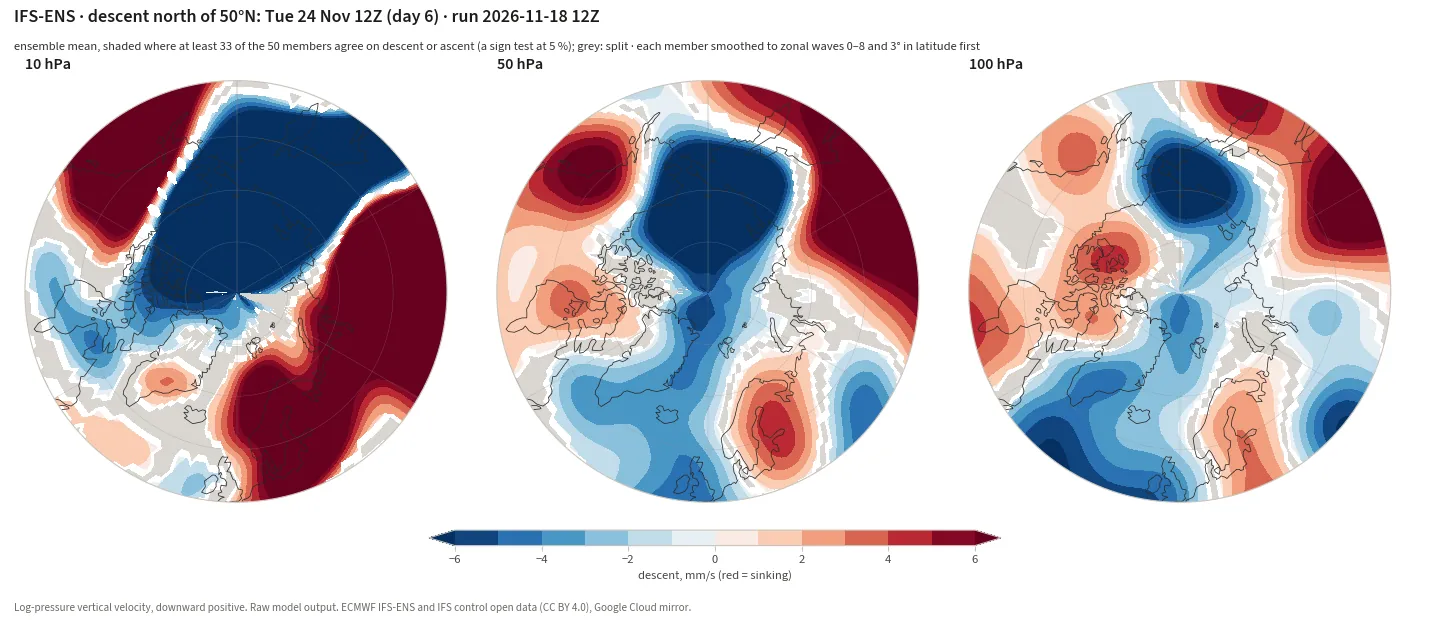 IFS-ENS · descent north of 50°N: Tue 24 Nov 12Z (day 6) · run 2026-11-18 12Z
ensemble mean, shaded where at least 33 of the 50 members agree on descent or ascent (a sign test at 5 %); grey: split · each member smoothed to zonal waves 0–8 and 3° in latitude first
10 hPa
50 hPa
100 hPa
−6 −4 −2 0 2 4 6
descent, mm/s (red = sinking)
Log-pressure vertical velocity, downward positive. Raw model output. ECMWF IFS-ENS and IFS control open data (CC BY 4.0), Google Cloud mirror.